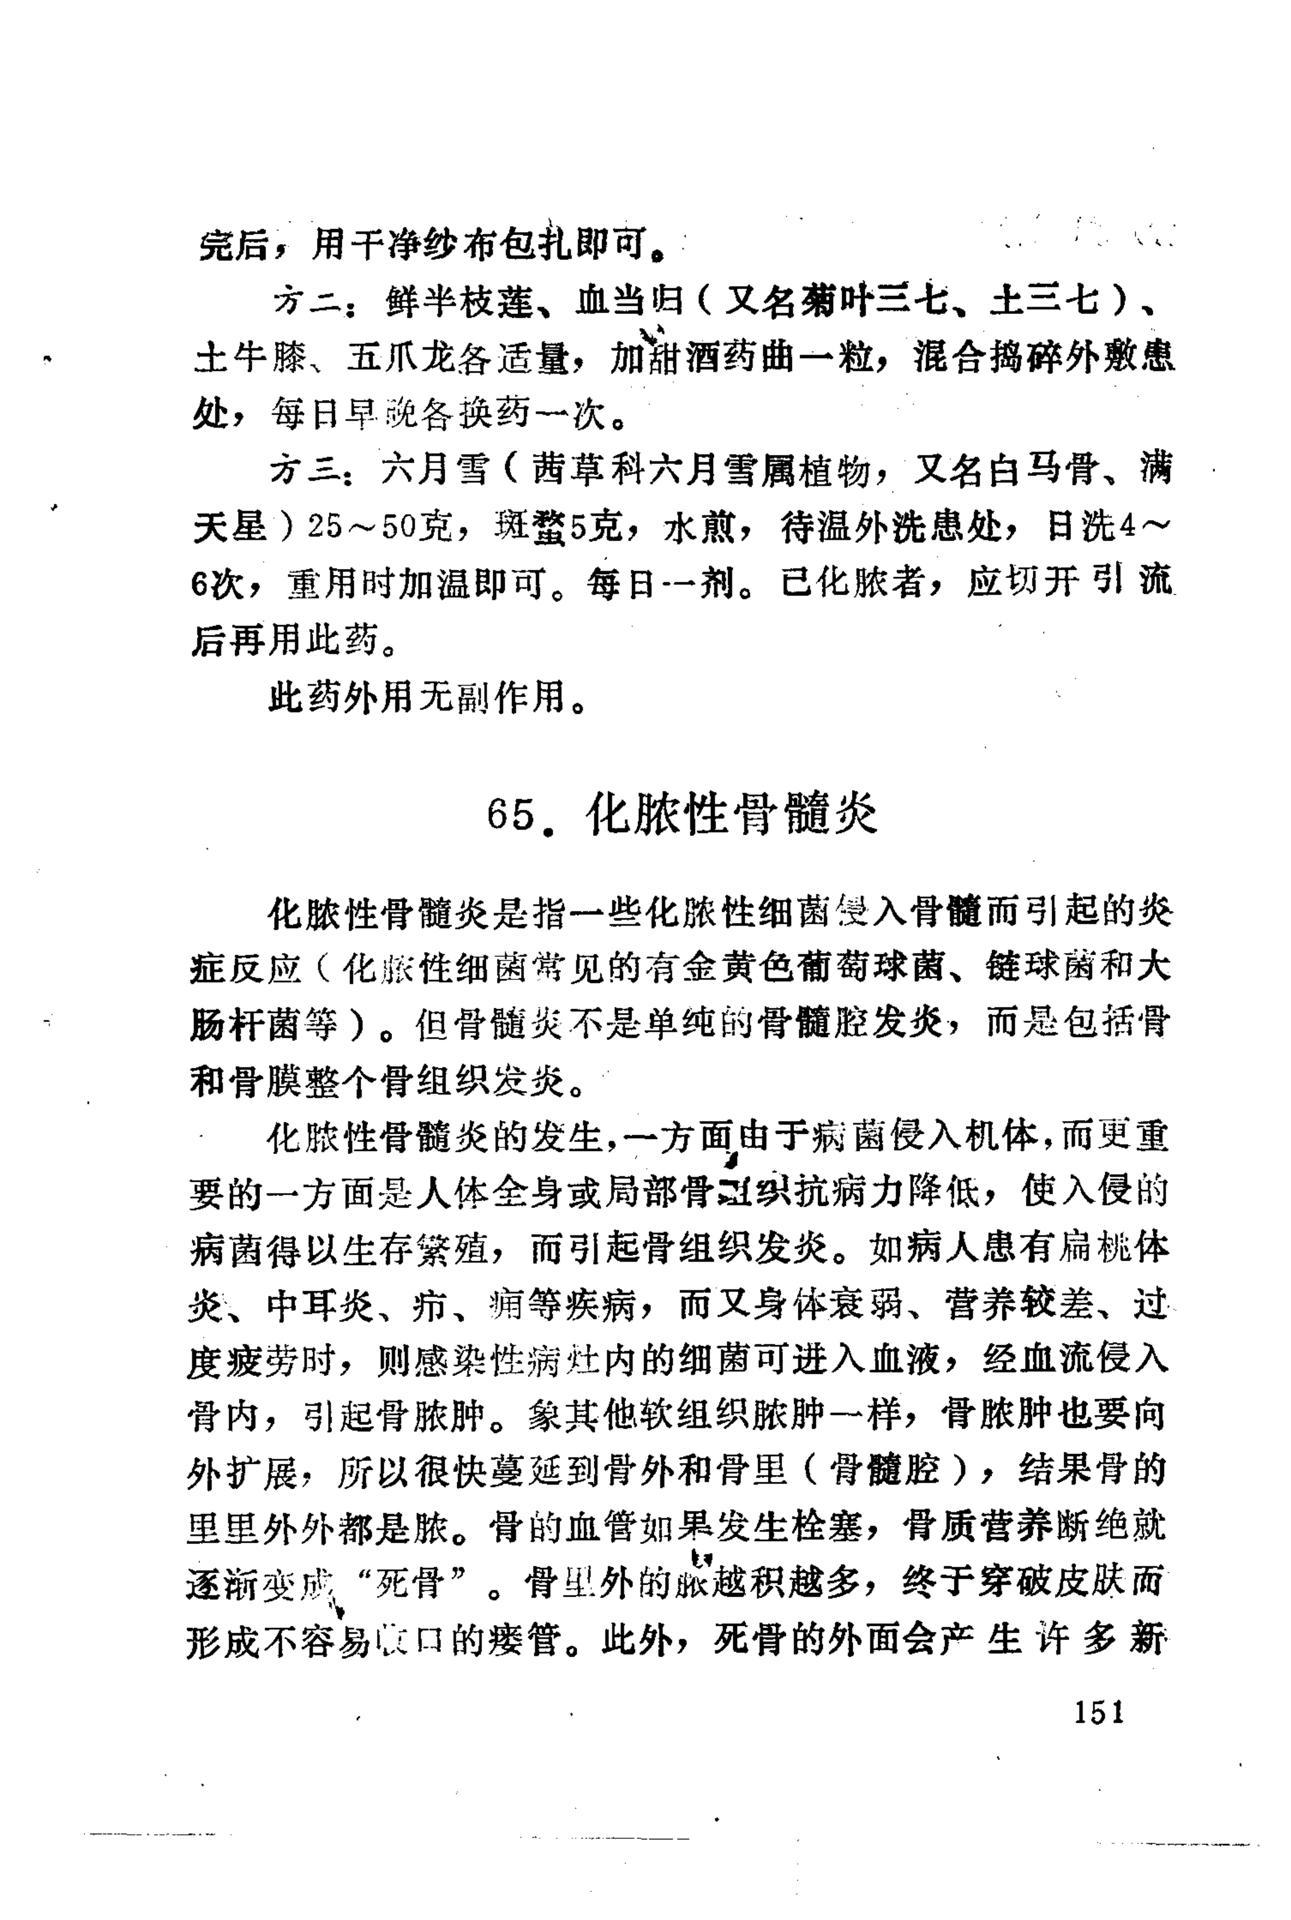 完后，用干净纱布包扎即可。
方二：鲜半枝莲、血当归（又名菊叶三七、土三七）、
土牛膝、五爪龙各适量，加甜酒药曲一粒，混合捣碎外敷患
处，每日早晚各换药一次。
方三：六月雪（茜草科六月雪属植物，又名白马骨、满
天星）25～50克，斑蝥5克，水煎，待温外洗患处，日洗4～
6次，重用时加温即可。每日一剂。已化脓者，应切开引流
后再用此药。
此药外用无副作用。
65．化脓性骨髓炎
化脓性骨髓炎是指一些化脓性细菌侵入骨髓而引起的炎
症反应（化脓性细菌常见的有金黄色葡萄球菌、链球菌和大
肠杆菌等）。但骨髓炎不是单纯的骨髓腔发炎，而是包括骨
和骨膜整个骨组织发炎。
化脓性骨髓炎的发生，一方面由于病菌侵入机体，而更重
要的一方面是人体全身或局部骨组织抗病力降低，使入侵的
病菌得以生存繁殖，而引起骨组织发炎。如病人患有扁桃体
炎、中耳炎、疖、痈等疾病，而又身体衰弱、营养较差、过
度疲劳时，则感染性病灶内的细菌可进入血液，经血流侵入
骨内，引起骨脓肿。象其他软组织脓肿一样，骨脓肿也要向
外扩展，所以很快蔓延到骨外和骨里（骨髓腔），结果骨的
里里外外都是脓。骨的血管如果发生栓塞，骨质营养断绝就
逐渐变成“死骨”。骨里外的脓越积越多，终于穿破皮肤而
形成不容易收口的瘘管。此外，死骨的外面会产生许多新
151